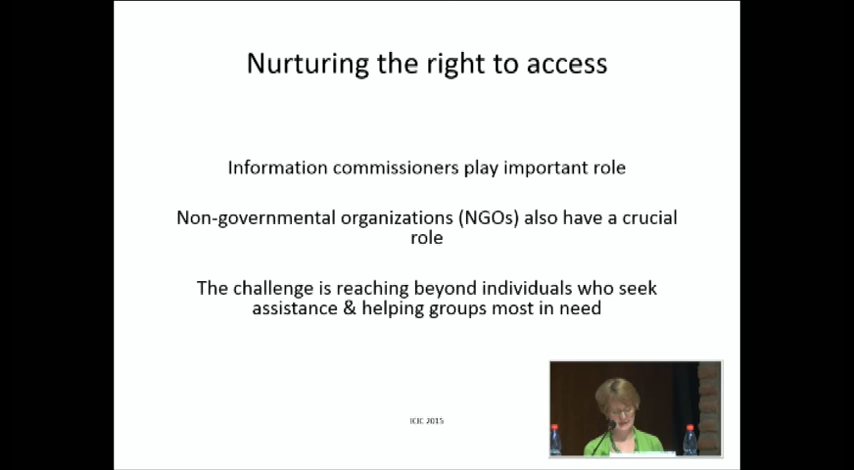 Nurturing the right to access
Information commissioners play important role
Non-governmental organizations (NGOs) also have a crucial
role
The challenge is reaching beyond individuals who seek
assistance & helping groups most in need
ICIC 2015